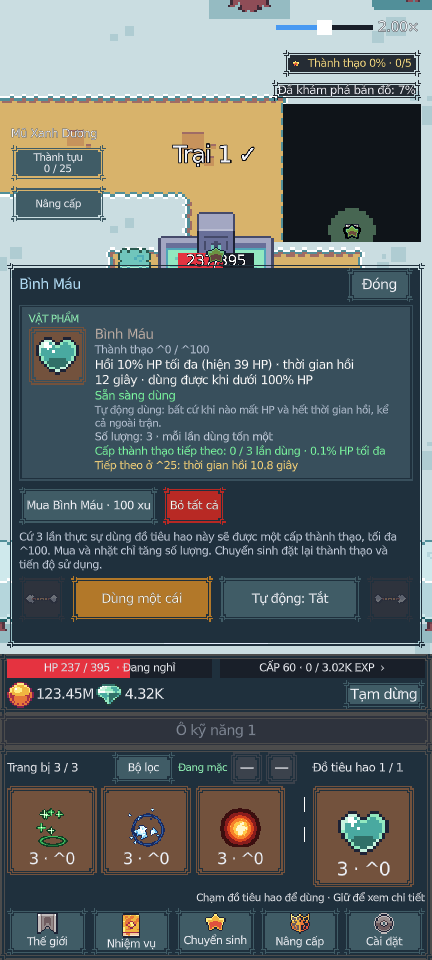 2.00×
Thành thạo 0% · 0/5
Đã khám phá bản đồ: 7%
Mũ Xanh Dương
Thành tựu
0 / 25
Trại 1 ✓
Nâng cấp
237/395
Bình Máu
Đóng
VẬT PHẨM
Bình Máu
Thành thạo ^0 / ^100
Hồi 10% HP tối đa (hiện 39 HP) · thời gian hồi
12 giây · dùng được khi dưới 100% HP
Sẵn sàng dùng
Tự động dùng: bất cứ khi nào mất HP và hết thời gian hồi, kể
cả ngoài trận.
Số lượng: 3 · mỗi lần dùng tốn một
Cấp thành thạo tiếp theo: 0 / 3 lần dùng · 0.1% HP tối đa
Tiếp theo ở ^25: thời gian hồi 10.8 giây
Mua Bình Máu · 100 xu
Bỏ tất cả
Cứ 3 lần thực sự dùng đồ tiêu hao này sẽ được một cấp thành thạo, tối đa
^100. Mua và nhặt chỉ tăng số lượng. Chuyển sinh đặt lại thành thạo và
tiến độ sử dụng.
Dùng một cái
Tự động: Tắt
HP 237 / 395 · Đang nghỉ
CẤP 60 · 0 / 3.02K EXP ›
123.45M
4.32K
Tạm dừng
Ô kỹ năng 1
Trang bị 3 / 3
Bộ lọc
Đang mặc
—
—
Đồ tiêu hao 1 / 1
3 · ^0
3 · ^0
3 · ^0
3 · ^0
Chạm đồ tiêu hao để dùng · Giữ để xem chi tiết
Thế giới
Nhiệm vụ
Chuyển sinh
Nâng cấp
Cài đặt